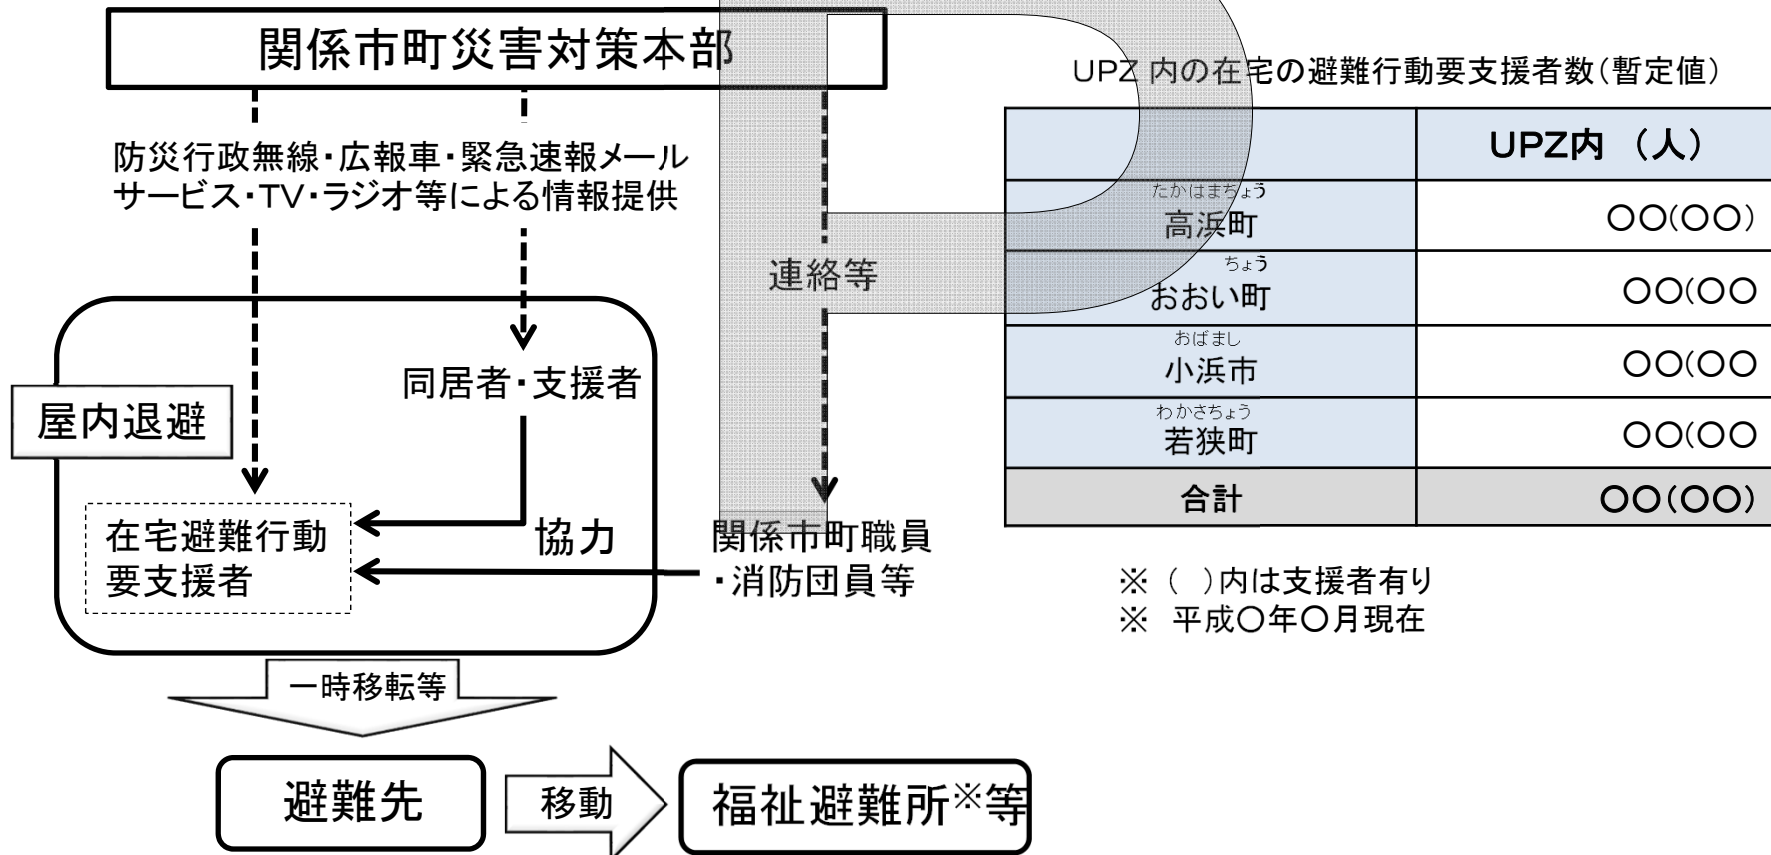 関係市町災害対策本部
防災行政無線・広報車・緊急速報メール
サービス・TV・ラジオ等による情報提供
連絡等
同居者・支援者
屋内退避
在宅避難行動
要支援者
協力
関係市町職員
・消防団員等
一時移転等
避難先
移動
福祉避難所※等
UPZ 内の在宅の避難行動要支援者数（暫定値）
UPZ内 （人）
たかはまちょう
高浜町 〇〇(〇〇)
ちょう
おおい町 〇〇(〇〇
おばまし
小浜市 〇〇(〇〇
わかさちょう
若狭町 〇〇(〇〇
合計 〇〇(〇〇)
※ （ ）内は支援者有り
※ 平成〇年〇月現在